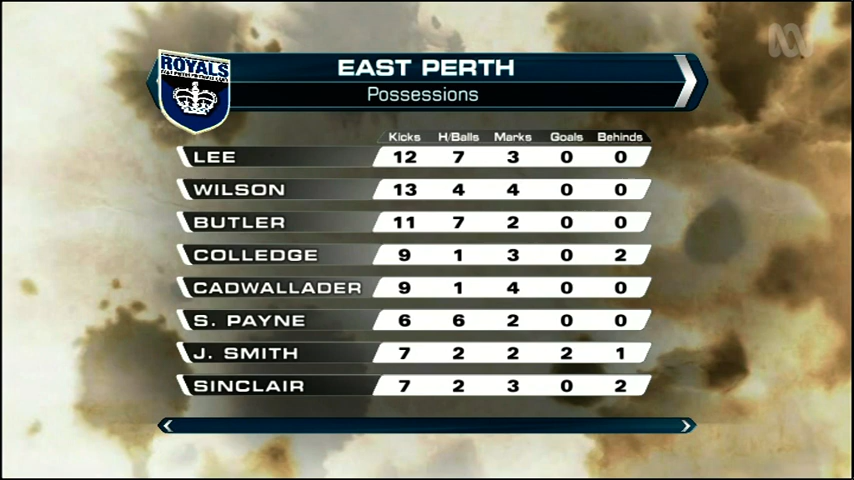 ROYALS
EAST PERTH
Possessions
Kicks H/Balls Marks Goals Behinds
LEE 12 7 3 0 0
WILSON 13 4 4 0 0
BUTLER 11 7 2 0 0
COLLEDGE 9 1 3 0 2
CADWALLADER 9 1 4 0 0
S. PAYNE 6 6 2 0 0
J. SMITH 7 2 2 2 1
SINCLAIR 7 2 3 0 2